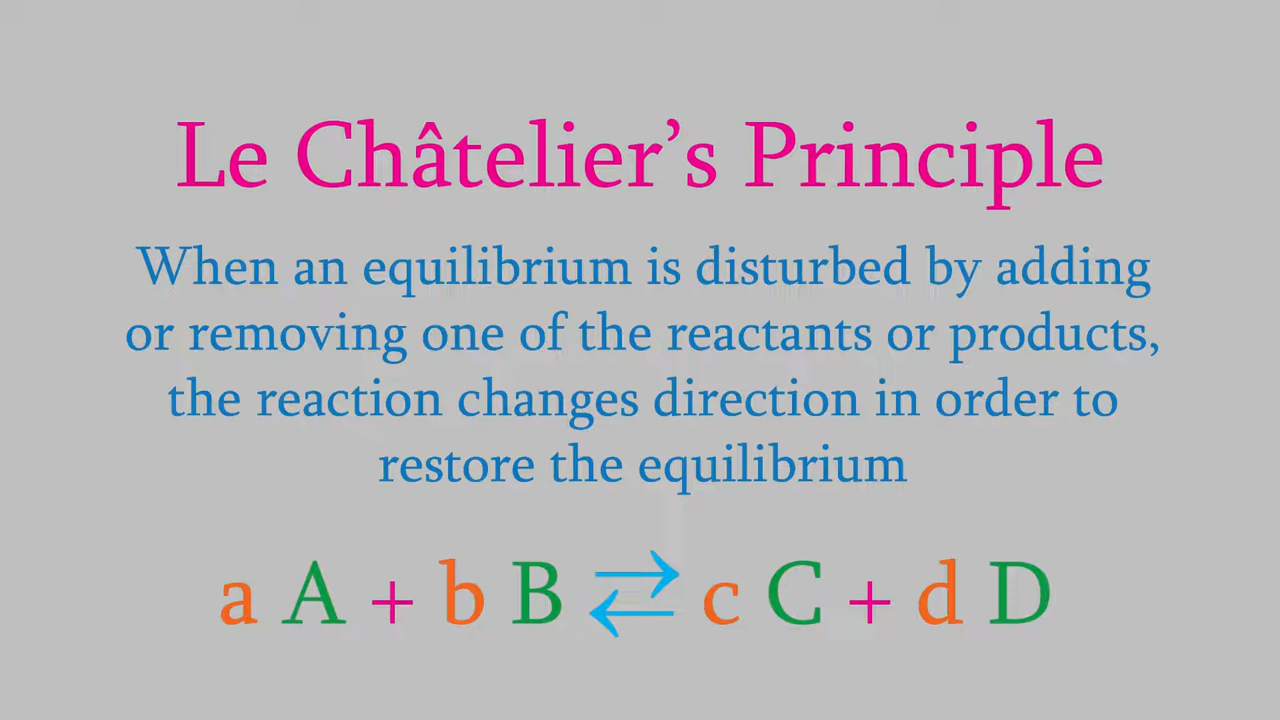 Le Châtelier’s Principle
When an equilibrium is disturbed by adding
or removing one of the reactants or products,
the reaction changes direction in order to
restore the equilibrium
a A + b B ⇄ c C + d D